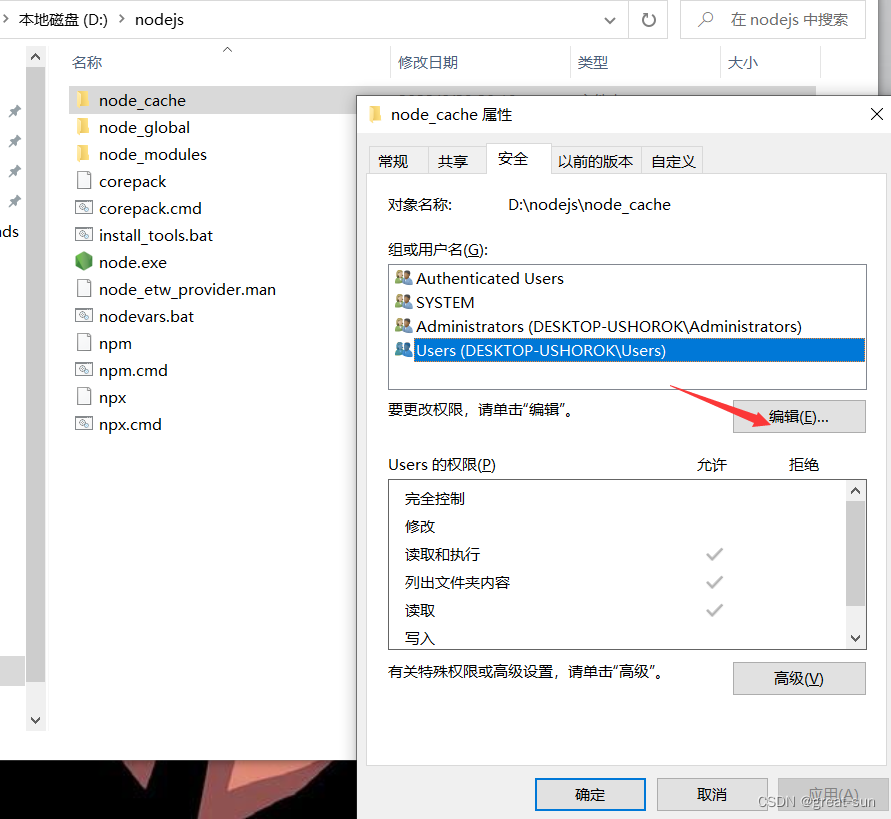 本地磁盘 (D:) > nodejs
在 nodejs 中搜索
名称 修改日期 类型 大小
node_cache
node_global
node_modules
corepack
corepack.cmd
install_tools.bat
node.exe
node_etw_provider.man
nodevars.bat
npm
npm.cmd
npx
npx.cmd
ds
node_cache 属性
常规 共享 安全 以前的版本 自定义
对象名称: D:\nodejs\node_cache
组或用户名(G):
Authenticated Users
SYSTEM
Administrators (DESKTOP-USHOROK\Administrators)
Users (DESKTOP-USHOROK\Users)
要更改权限，请单击“编辑”。
编辑(E)...
Users 的权限(P) 允许 拒绝
完全控制
修改
读取和执行
列出文件夹内容
读取
写入
有关特殊权限或高级设置，请单击“高级”。
高级(V)
确定 取消 应用(A)
CSDN @great-sun